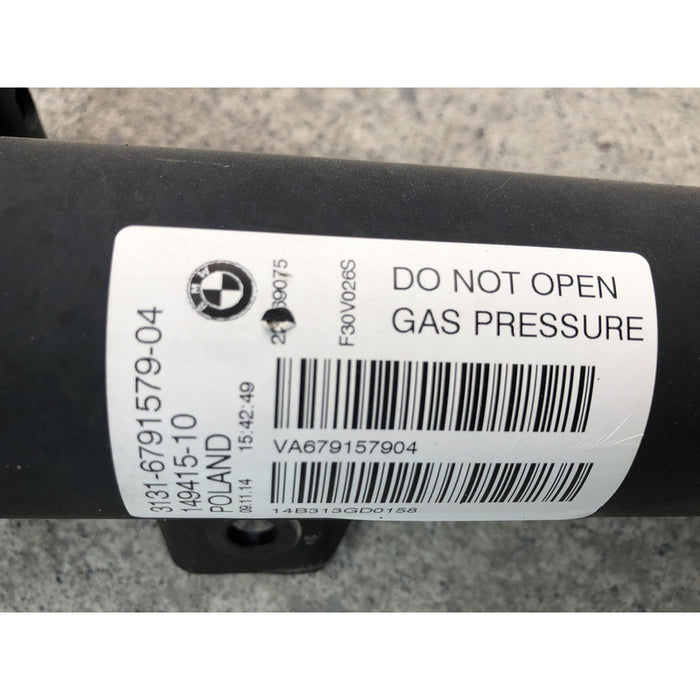 DO NOT OPEN
GAS PRESSURE
VA679157904
14B313GD0158
BMW
F30V026S
3131-6791579-04
149415-10
POLAND
09.11.14 15:42:49